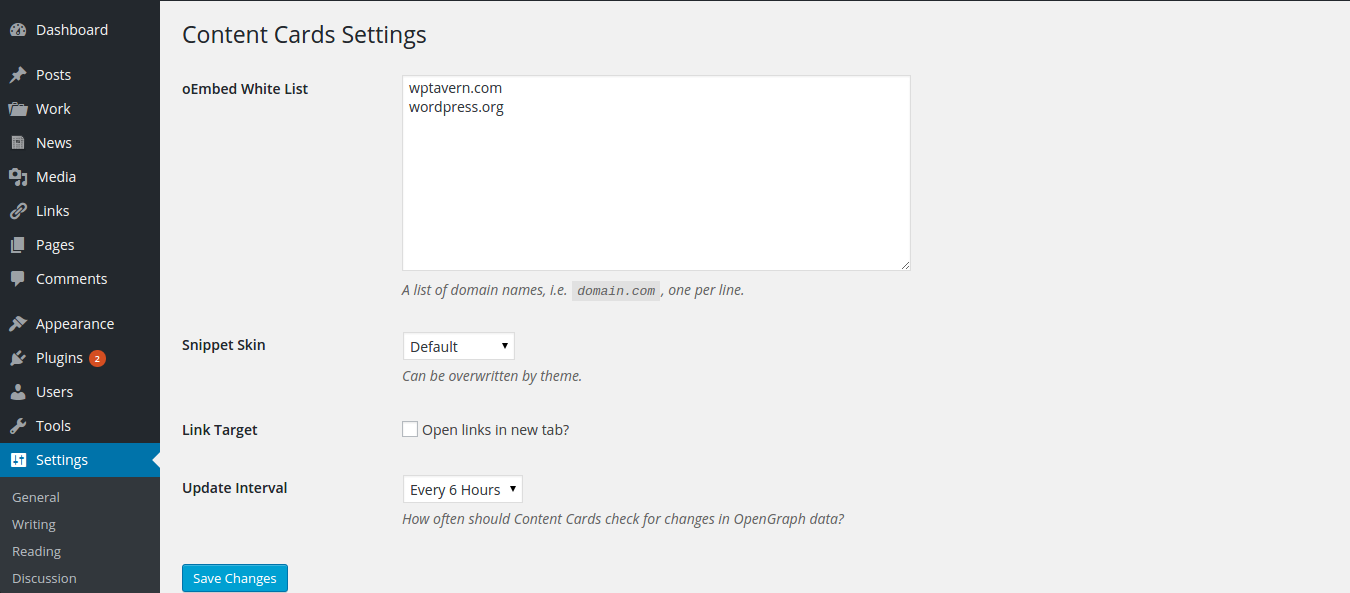 Dashboard
Posts
Work
News
Media
Links
Pages
Comments
Appearance
Plugins 2
Users
Tools
Settings
General
Writing
Reading
Discussion
Content Cards Settings
oEmbed White List
wptavern.com
wordpress.org
A list of domain names, i.e. domain.com, one per line.
Snippet Skin
Default
Can be overwritten by theme.
Link Target
Open links in new tab?
Update Interval
Every 6 Hours
How often should Content Cards check for changes in OpenGraph data?
Save Changes